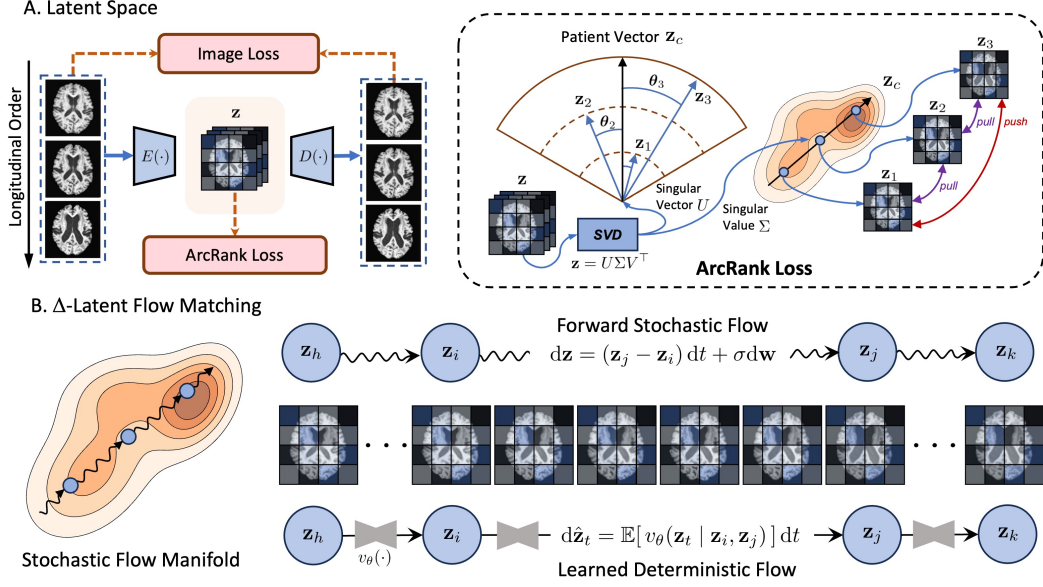 A. Latent Space
Longitudinal Order
Image Loss
E(·)
z
D(·)
ArcRank Loss
Patient Vector z_c
θ_3
z_3
z_2
θ_2
z_1
z
Singular
Vector U
SVD
z = UΣV^⊤
Singular
Value Σ
z_c
z_3
z_2
z_1
pull
push
pull
ArcRank Loss
B. Δ-Latent Flow Matching
Stochastic Flow Manifold
Forward Stochastic Flow
z_h
z_i
dz = (z_j − z_i) dt + σdw
z_j
z_k
· · ·
· · ·
z_h
v_θ(·)
z_i
dẑ_t = 𝔼[ v_θ(z_t | z_i, z_j) ] dt
z_j
z_k
Learned Deterministic Flow